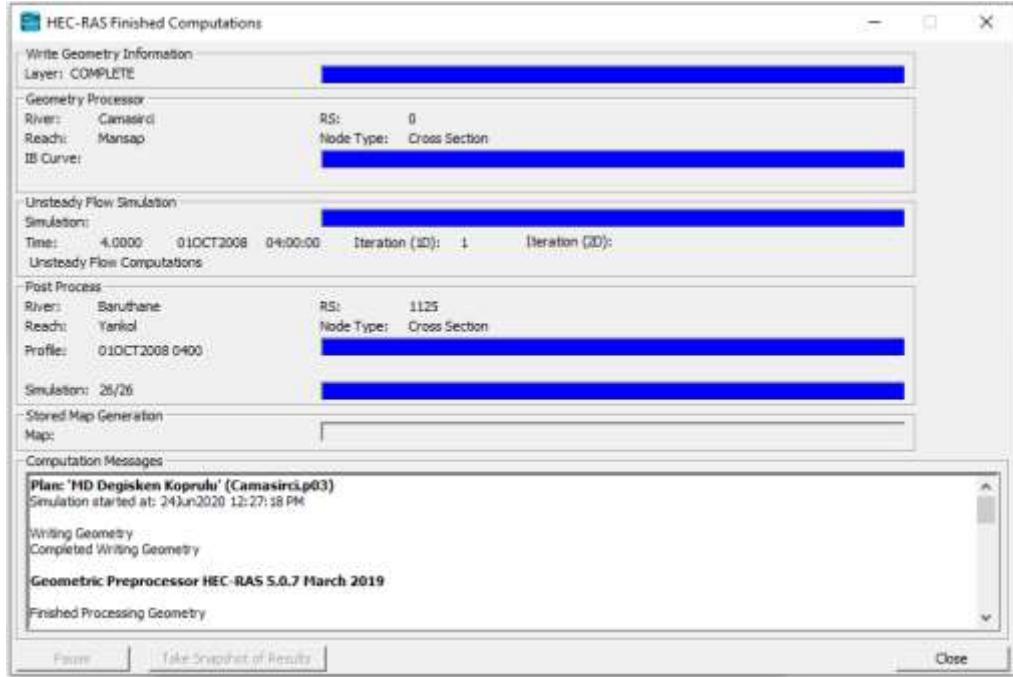 HEC-RAS Finished Computations
Write Geometry Information
Layer: COMPLETE
Geometry Processor
River: Camasirci RS: 0
Reach: Mansap Node Type: Cross Section
IB Curve:
Unsteady Flow Simulation
Simulation:
Time: 4.0000 01OCT2008 04:00:00 Iteration (1D): 1 Iteration (2D):
Unsteady Flow Computations
Post Process
River: Baruthane RS: 1125
Reach: Yankol Node Type: Cross Section
Profile: 01OCT2008 0400
Simulation: 26/26
Stored Map Generation
Map:
Computation Messages
Plan: 'MD Degisken Koprulu' (Camasirci.p03)
Simulation started at: 24Jun2020 12:27:18 PM
Writing Geometry
Completed Writing Geometry
Geometric Preprocessor HEC-RAS 5.0.7 March 2019
Finished Processing Geometry
Pause Take Snapshot of Results Close